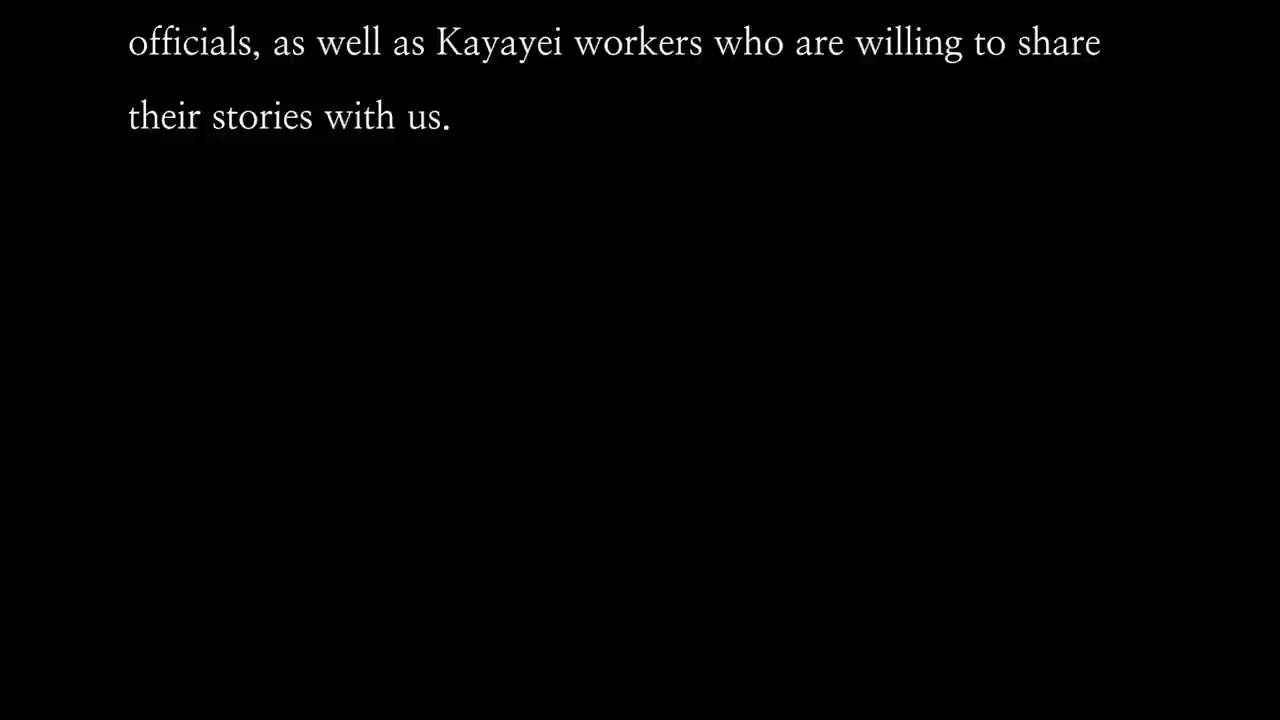 officials, as well as Kayayei workers who are willing to share
their stories with us.